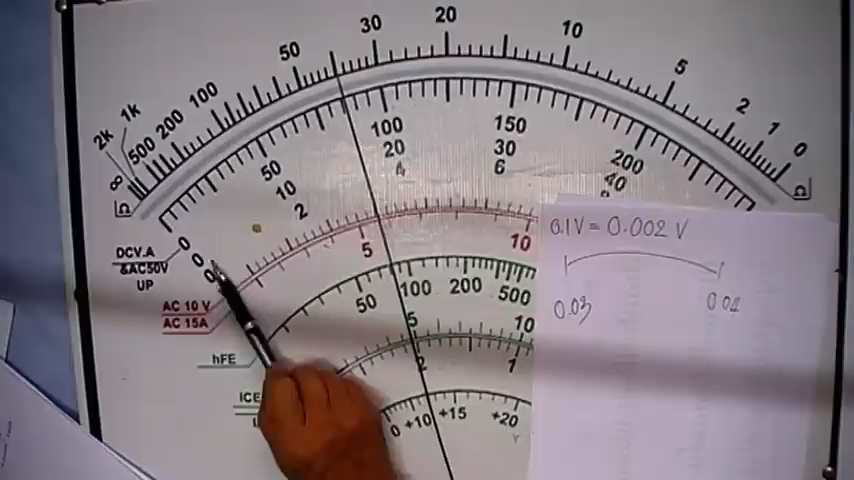 2k 1k 500 200 100 50 30 20 10 5 2 1 0
∞
Ω Ω
0 50 100 150 200
0 10 20 30 40
0 2 4 6
DCV.A
&AC50V
UP
AC 10 V
AC 15A
5 10
hFE
50 100 200 500
ICE
5 10
2 1
0 +10 +15 +20
0.1V = 0.002 V
0.03